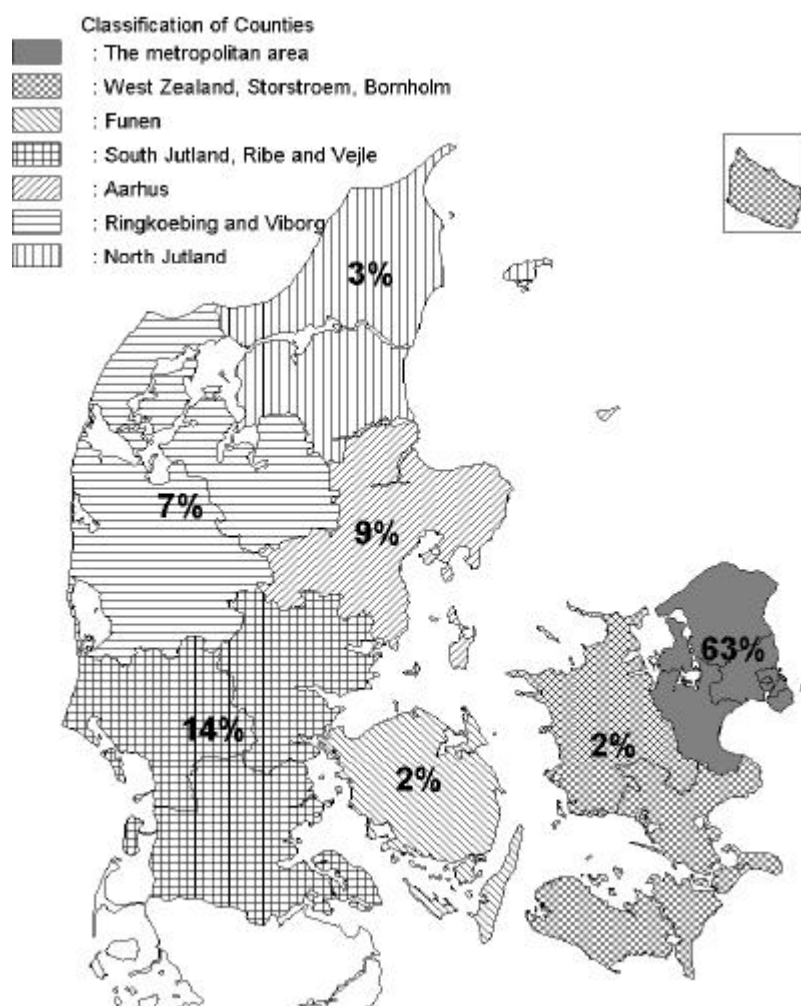 Classification of Counties
: The metropolitan area
: West Zealand, Storstroem, Bornholm
: Funen
: South Jutland, Ribe and Vejle
: Aarhus
: Ringkoebing and Viborg
: North Jutland
3%
7%
9%
63%
14%
2%
2%